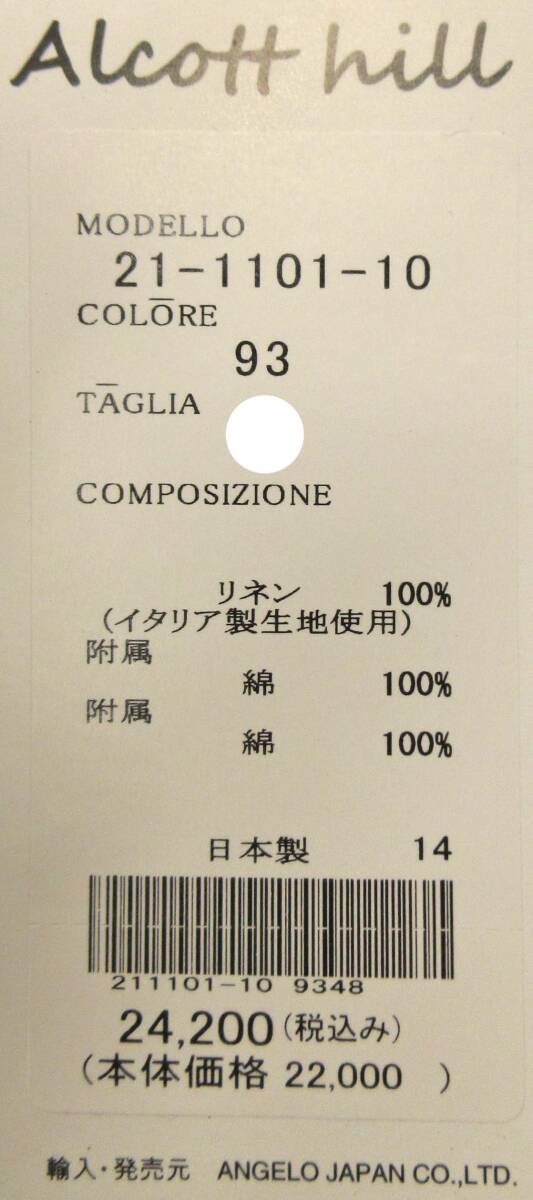 Alcott hill
MODELLO
21-1101-10
COLORE
93
TAGLIA
COMPOSIZIONE
リネン 100%
(イタリア製生地使用)
附属
綿 100%
附属
綿 100%
日本製 14
211101-10 9348
24,200(税込み)
(本体価格 22,000 )
輸入・発売元 ANGELO JAPAN CO.,LTD.